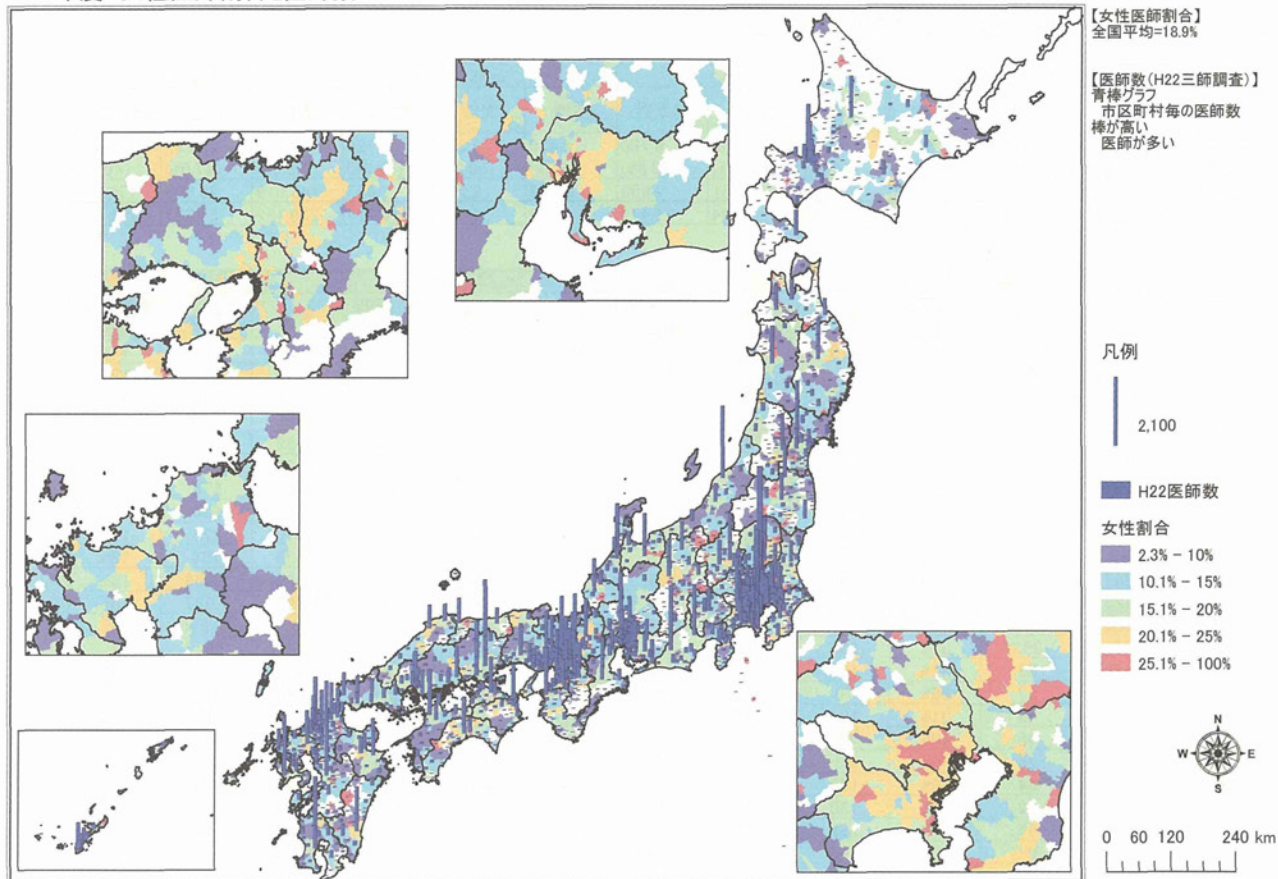 【女性医師割合】
全国平均=18.9%
【医師数(H22三師調査)】
青棒グラフ
市区町村毎の医師数
棒が高い
医師が多い
凡例
2,100
H22医師数
女性割合
2.3% - 10%
10.1% - 15%
15.1% - 20%
20.1% - 25%
25.1% - 100%
N
W
E
S
0 60 120 240 km